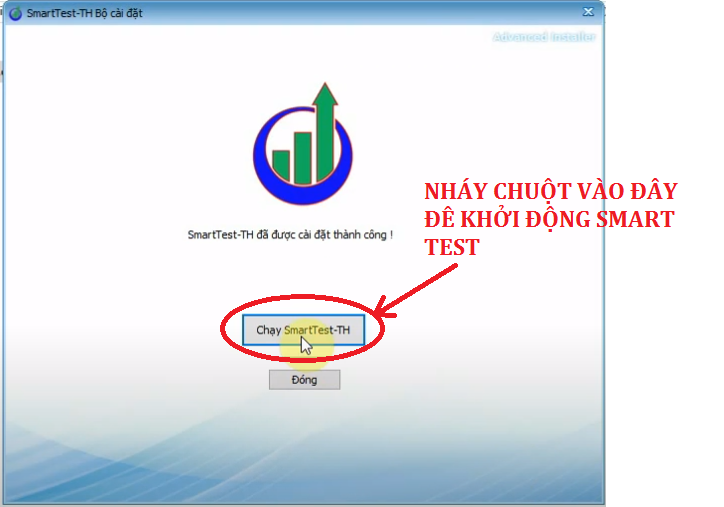 SmartTest-TH Bộ cài đặt
Advanced Installer
NHÁY CHUỘT VÀO ĐÂY
ĐÊ KHỞI ĐỘNG SMART
TEST
SmartTest-TH đã được cài đặt thành công !
Chạy SmartTest-TH
Đóng